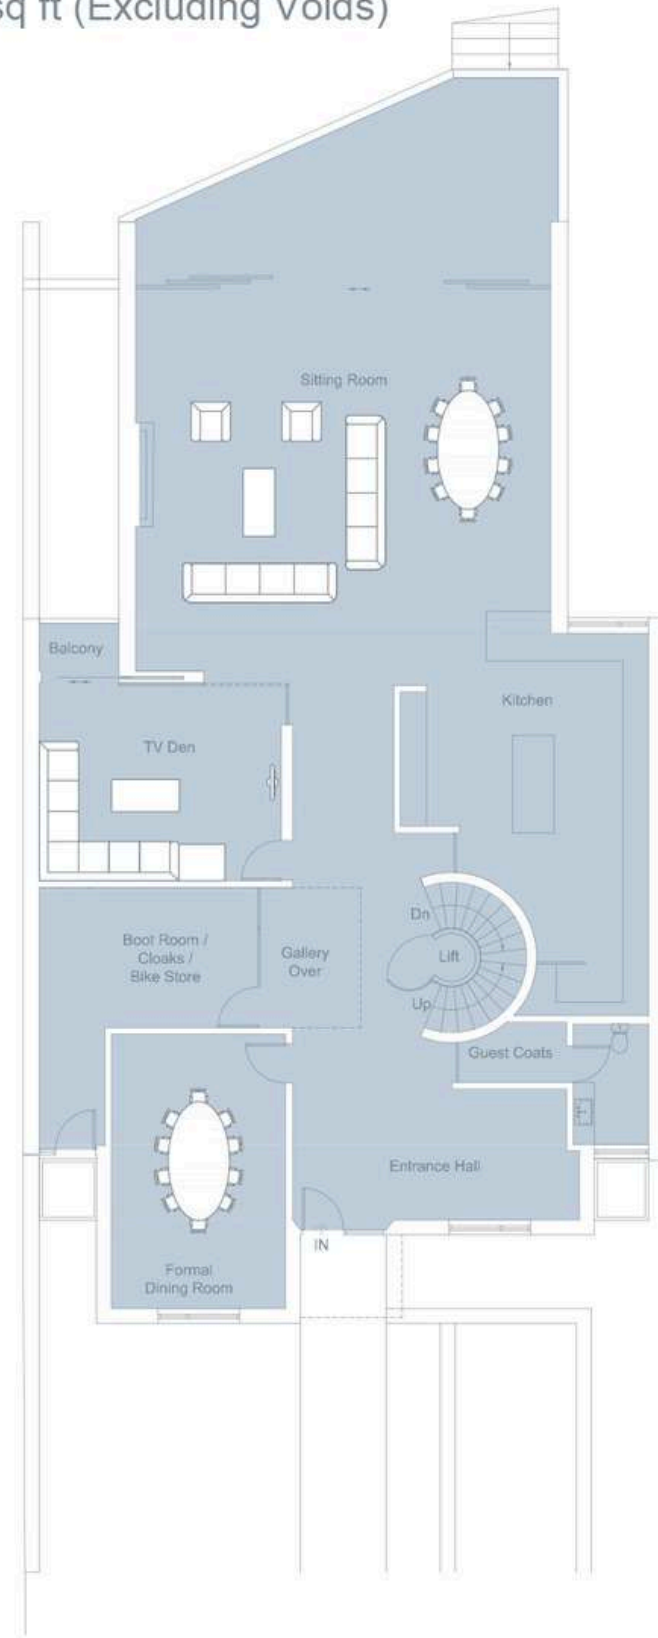 sq ft (Excluding Voids)
Sitting Room
Balcony
Kitchen
TV Den
Dn
Boot Room /
Cloaks /
Bike Store
Gallery
Over
Lift
Up
Guest Coats
Entrance Hall
IN
Formal
Dining Room